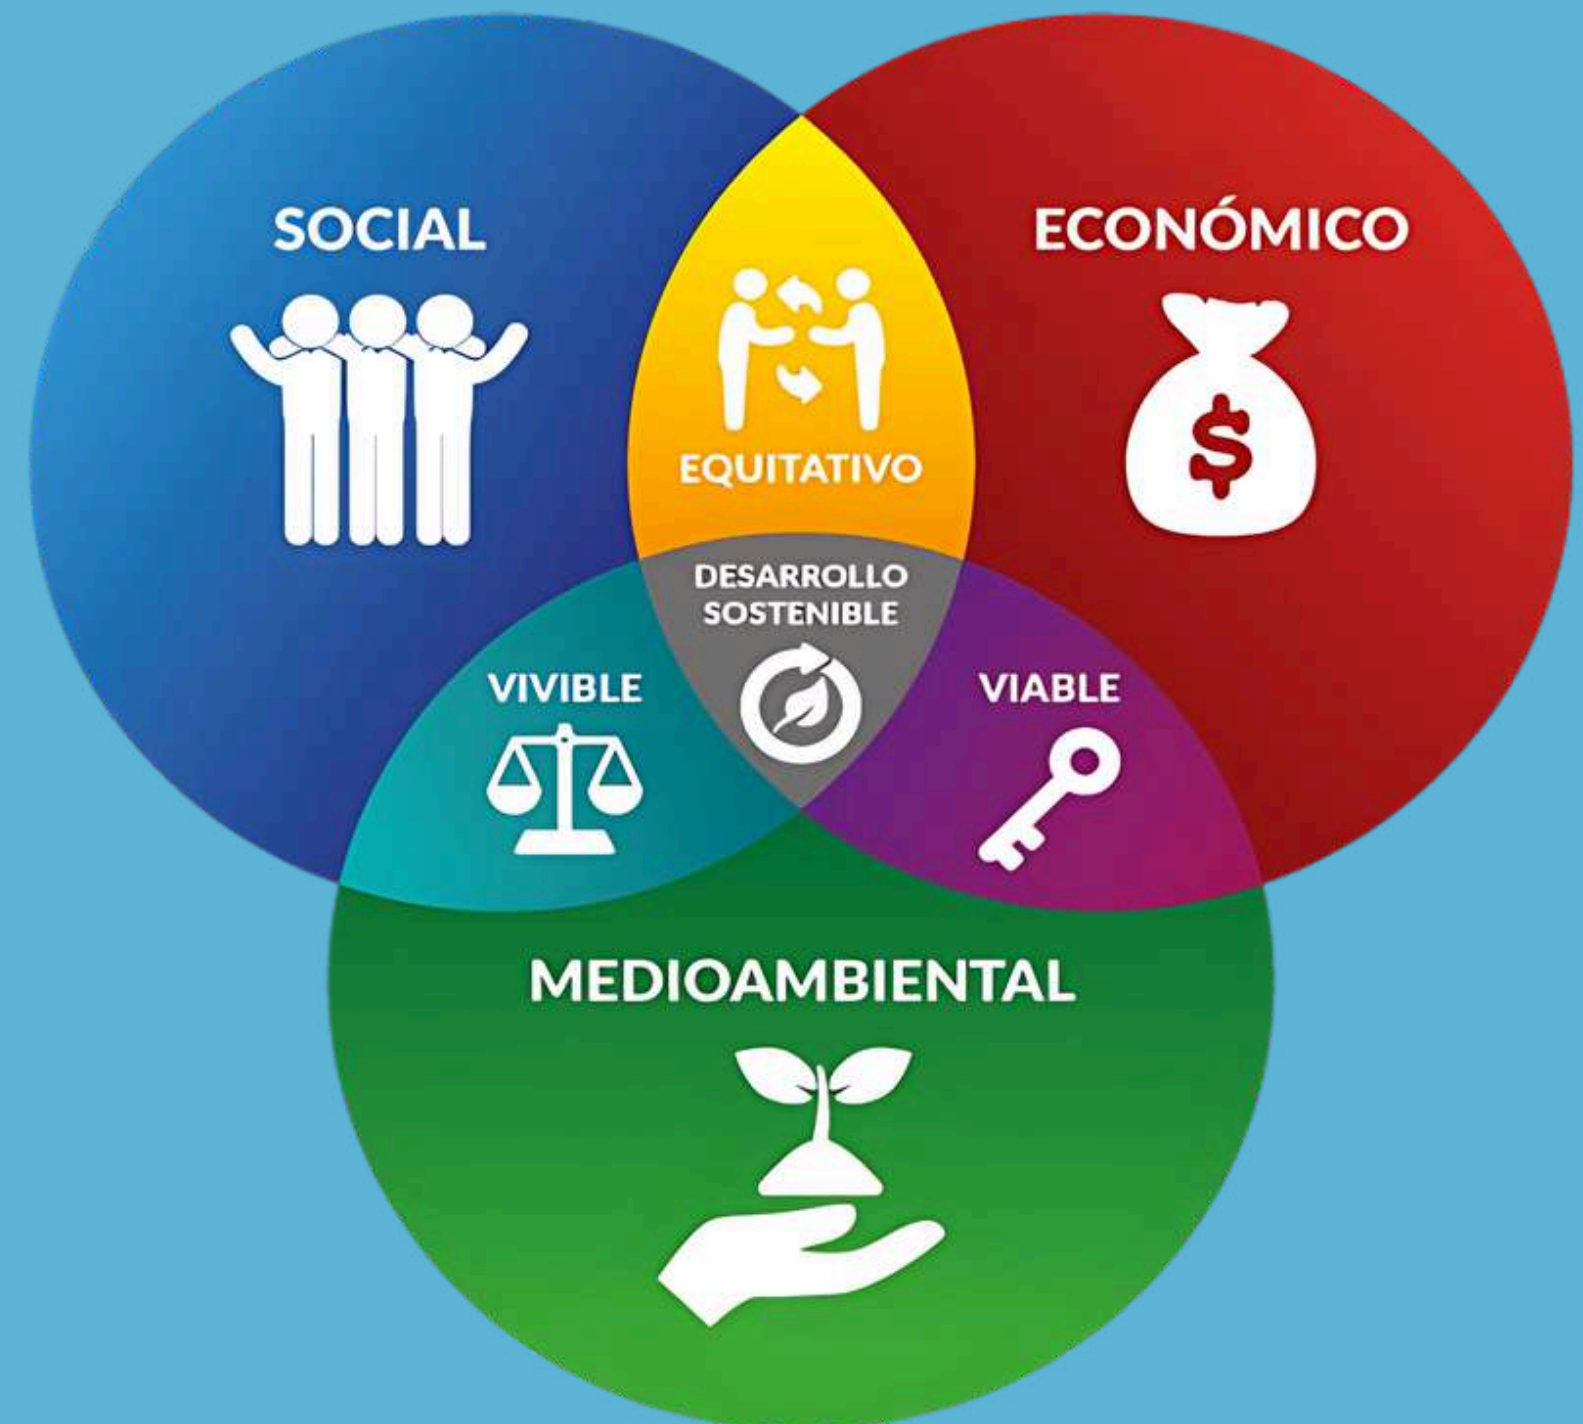 SOCIAL
ECONÓMICO
$
EQUITATIVO
DESARROLLO
SOSTENIBLE
VIVIBLE
VIABLE
MEDIOAMBIENTAL